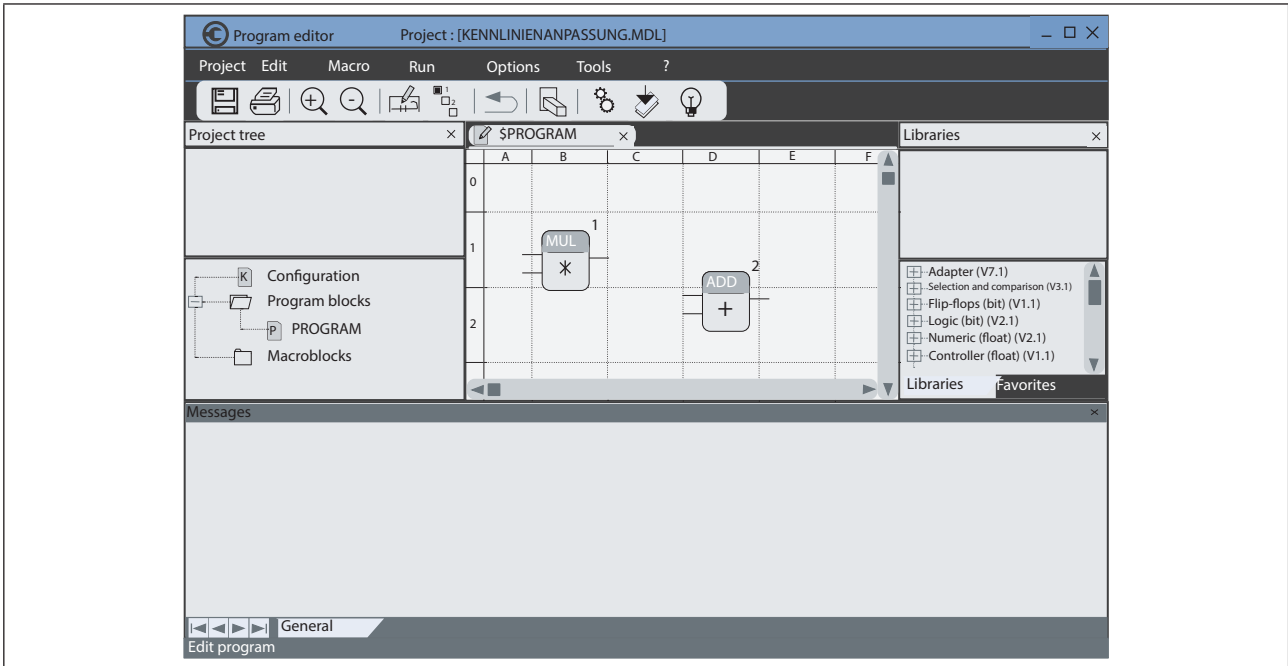 Program editor Project : [KENNLINIENANPASSUNG.MDL]
Project Edit Macro Run Options Tools ?
1
2
Project tree ×
$PROGRAM ×
Libraries ×
A B C D E F
0
1
2
MUL 1
*
ADD 2
+
K Configuration
Program blocks
P PROGRAM
Macroblocks
Adapter (V7.1)
Selection and comparison (V3.1)
Flip-flops (bit) (V1.1)
Logic (bit) (V2.1)
Numeric (float) (V2.1)
Controller (float) (V1.1)
Libraries Favorites
Messages ×
General
Edit program